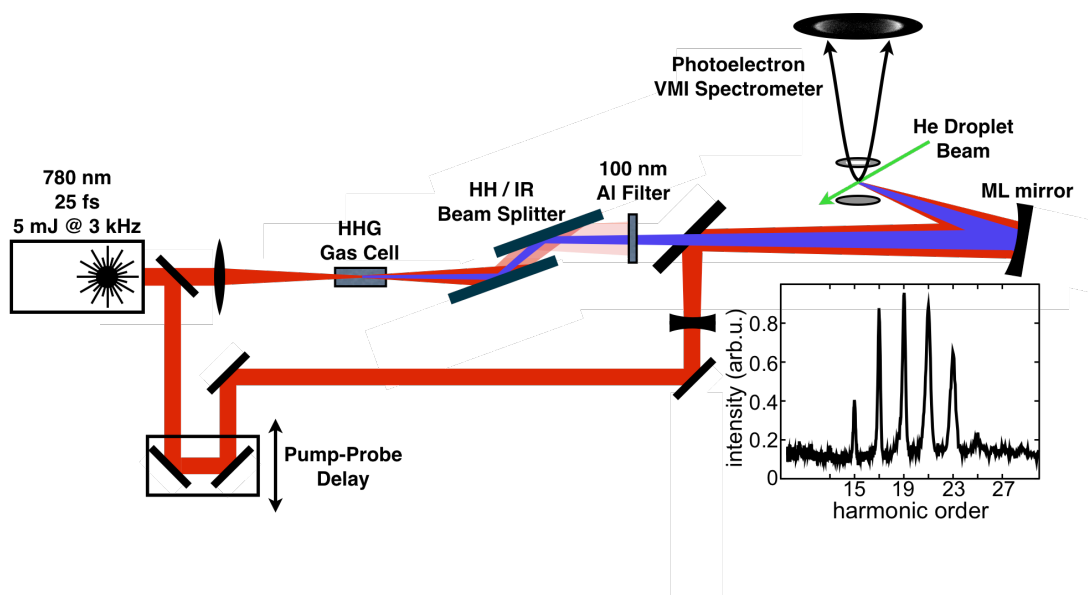 780 nm
25 fs
5 mJ @ 3 kHz
HHG
Gas Cell
HH / IR
Beam Splitter
100 nm
Al Filter
Photoelectron
VMI Spectrometer
He Droplet
Beam
ML mirror
Pump-Probe
Delay
intensity (arb.u.)
0.8
0.6
0.4
0.2
0
15 19 23 27
harmonic order